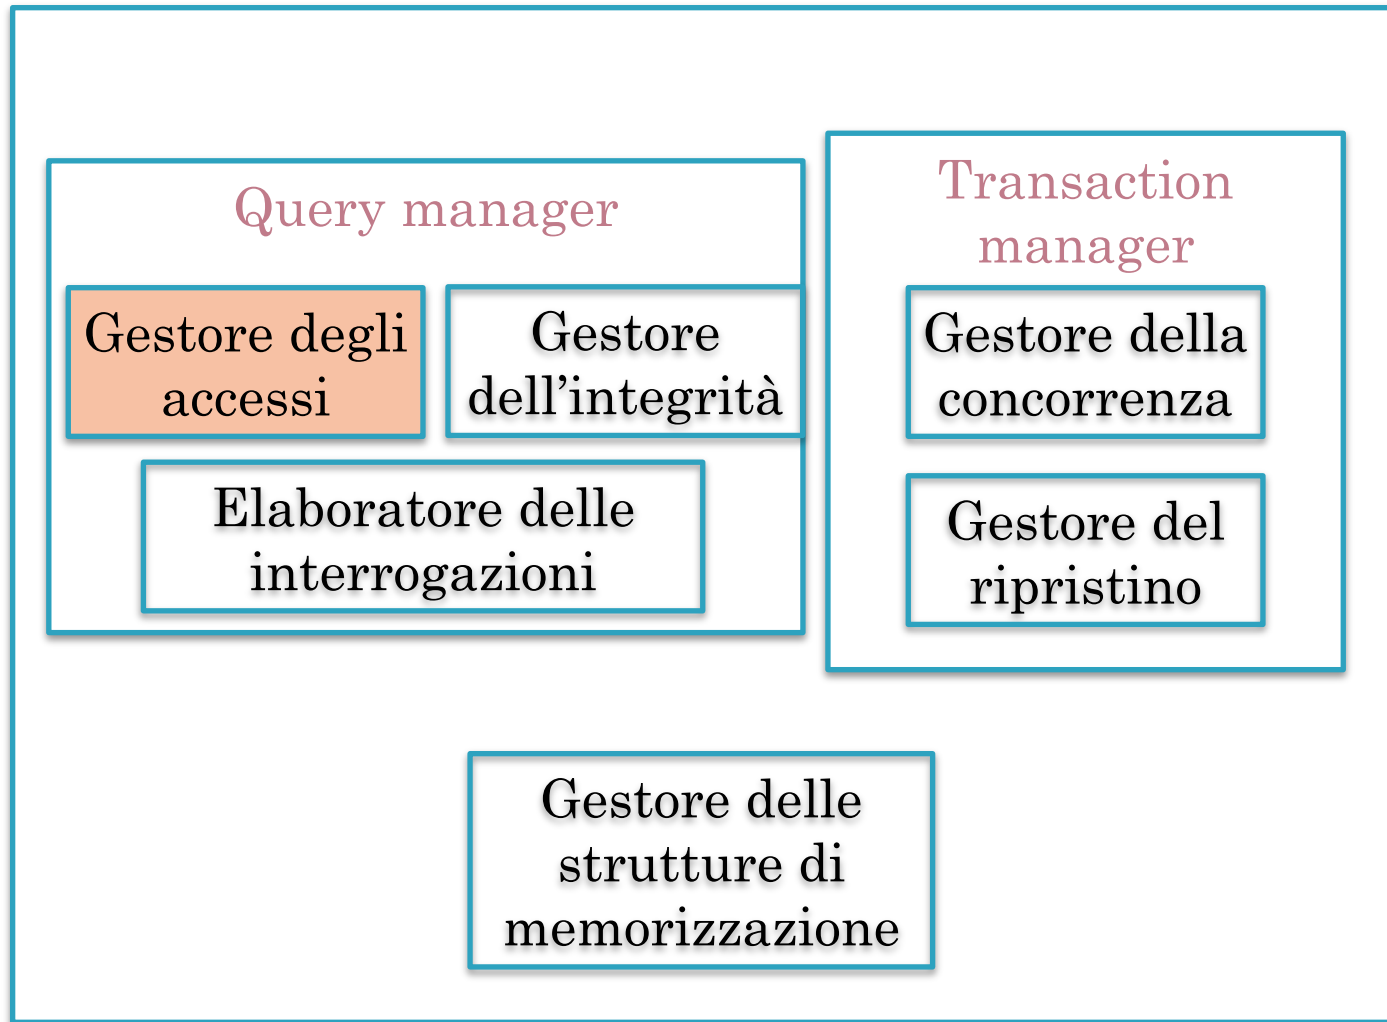 Query manager
Gestore degli
accessi
Gestore
dell’integrità
Elaboratore delle
interrogazioni
Transaction
manager
Gestore della
concorrenza
Gestore del
ripristino
Gestore delle
strutture di
memorizzazione